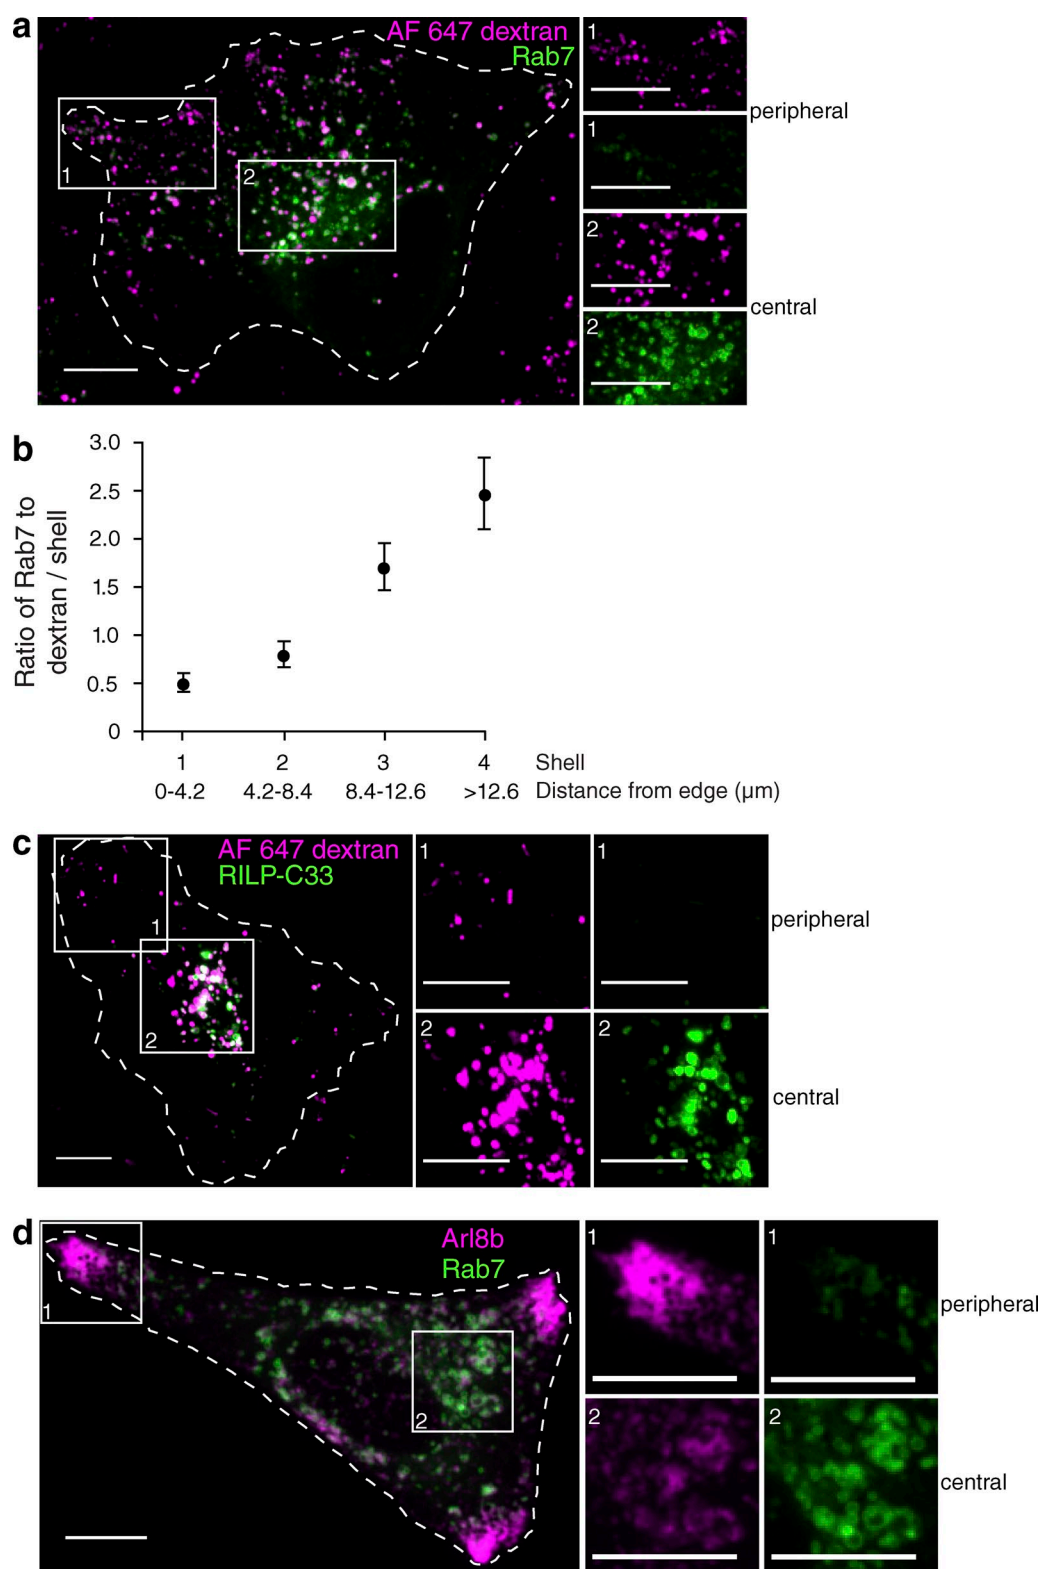 a
AF 647 dextran
Rab7
1
2
1
1
peripheral
2
2
central
b
Ratio of Rab7 to
dextran / shell
3.0
2.5
2.0
1.5
1.0
0.5
0
1 2 3 4 Shell
0-4.2 4.2-8.4 8.4-12.6 >12.6 Distance from edge (µm)
c
AF 647 dextran
RILP-C33
1
2
1
1
peripheral
2
2
central
d
Arl8b
Rab7
1
2
1
1
peripheral
2
2
central